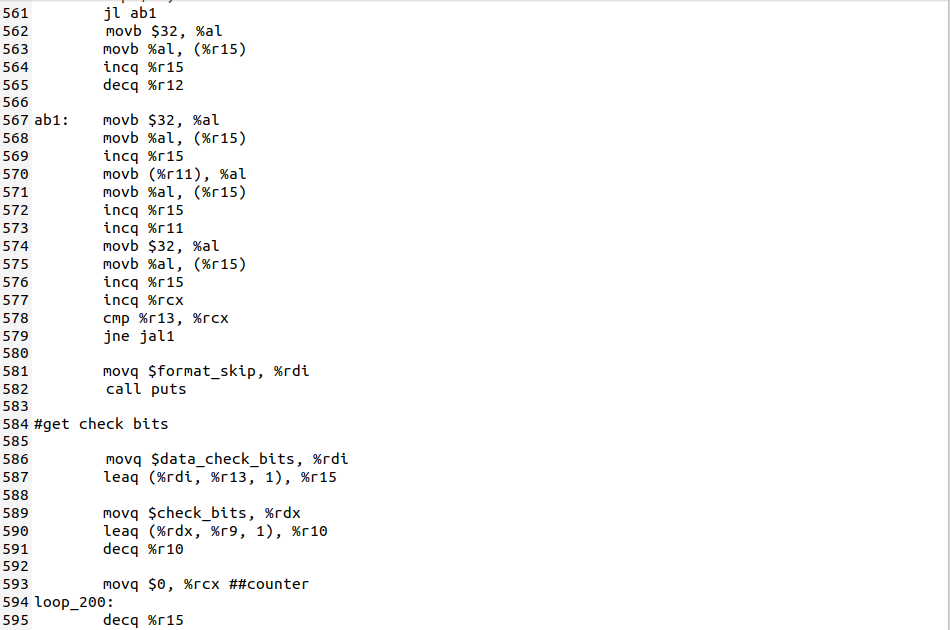 561 jl ab1
562 movb $32, %al
563 movb %al, (%r15)
564 incq %r15
565 decq %r12
566
567 ab1: movb $32, %al
568 movb %al, (%r15)
569 incq %r15
570 movb (%r11), %al
571 movb %al, (%r15)
572 incq %r15
573 incq %r11
574 movb $32, %al
575 movb %al, (%r15)
576 incq %r15
577 incq %rcx
578 cmp %r13, %rcx
579 jne jal1
580
581 movq $format_skip, %rdi
582 call puts
583
584 #get check bits
585
586 movq $data_check_bits, %rdi
587 leaq (%rdi, %r13, 1), %r15
588
589 movq $check_bits, %rdx
590 leaq (%rdx, %r9, 1), %r10
591 decq %r10
592
593 movq $0, %rcx ##counter
594 loop_200:
595 decq %r15